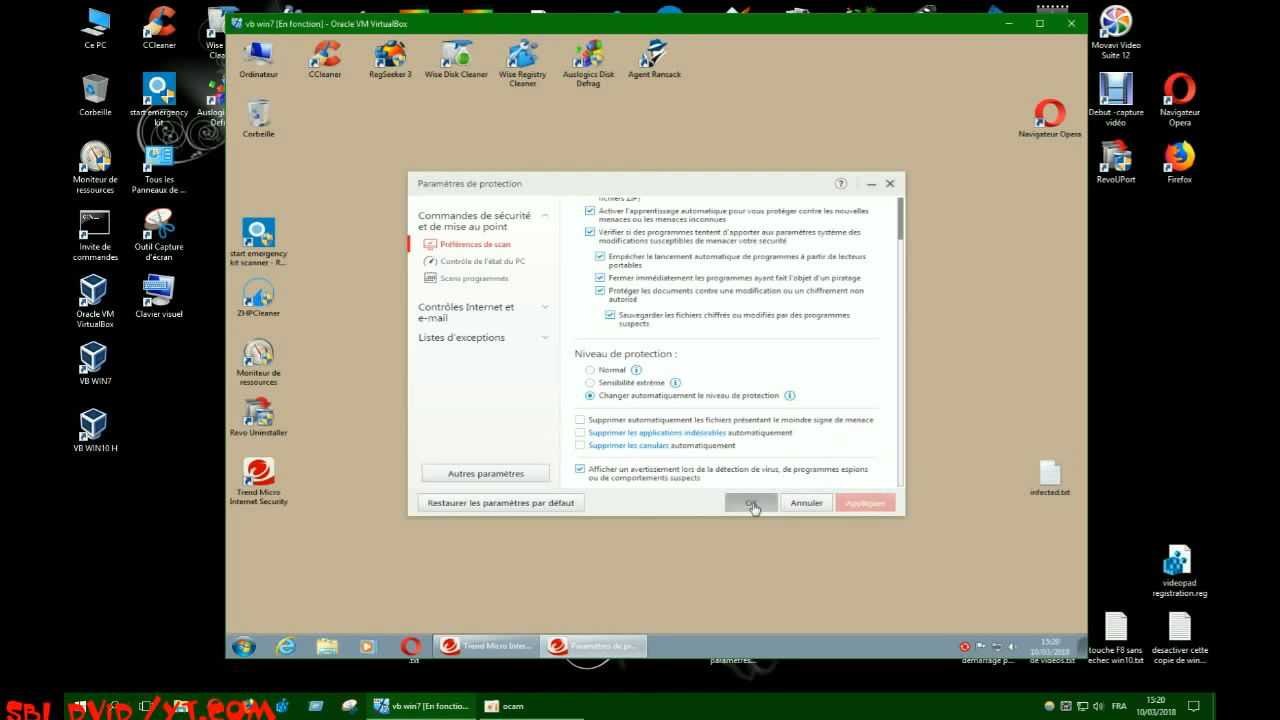 vb win7 [En fonction] - Oracle VM VirtualBox
Ce PC
CCleaner
Wise
Clea
Corbeille
start emergency
kit
Auslogi
Defr
Moniteur de
ressources
Tous les
Panneaux de ...
Invite de
commandes
Outil Capture
d'écran
Oracle VM
VirtualBox
Clavier visuel
VB WIN7
VB WIN10 H
Ordinateur
CCleaner
RegSeeker 3
Wise Disk Cleaner
Wise Registry
Cleaner
Auslogics Disk
Defrag
Agent Ransack
Corbeille
Navigateur Opera
start emergency
kit scanner - R...
ZHPCleaner
Moniteur de
ressources
Revo Uninstaller
Trend Micro
Internet Security
infected.txt
Paramètres de protection
Commandes de sécurité
et de mise au point
Préférences de scan
Contrôle de l'état du PC
Scans programmés
Contrôles Internet et
e-mail
Listes d'exceptions
Autres paramètres
fichiers ZIP)
Activer l'apprentissage automatique pour vous protéger contre les nouvelles
menaces ou les menaces inconnues
Vérifier si des programmes tentent d'apporter aux paramètres système des
modifications susceptibles de menacer votre sécurité
Empêcher le lancement automatique de programmes à partir de lecteurs
portables
Fermer immédiatement les programmes ayant fait l'objet d'un piratage
Protéger les documents contre une modification ou un chiffrement non
autorisé
Sauvegarder les fichiers chiffrés ou modifiés par des programmes
suspects
Niveau de protection :
Normal
Sensibilité extrême
Changer automatiquement le niveau de protection
Supprimer automatiquement les fichiers présentant le moindre signe de menace
Supprimer les applications indésirables automatiquement
Supprimer les canulars automatiquement
Afficher un avertissement lors de la détection de virus, de programmes espions
ou de comportements suspects
Restaurer les paramètres par défaut
OK
Annuler
Appliquer
Trend Micro Inter...
Paramètres de pr...
15:20
10/03/2018
Movavi Video
Suite 12
Debut -capture
vidéo
Navigateur
Opera
RevoUPort
Firefox
videopad
registration.reg
touche F8 sans
echec win10.txt
desactiver cette
copie de win...
.txt
paramètres...
démarrage p...
de vidéos.txt
vb win7 [En fonctio...
ocam
FRA
15:20
10/03/2018